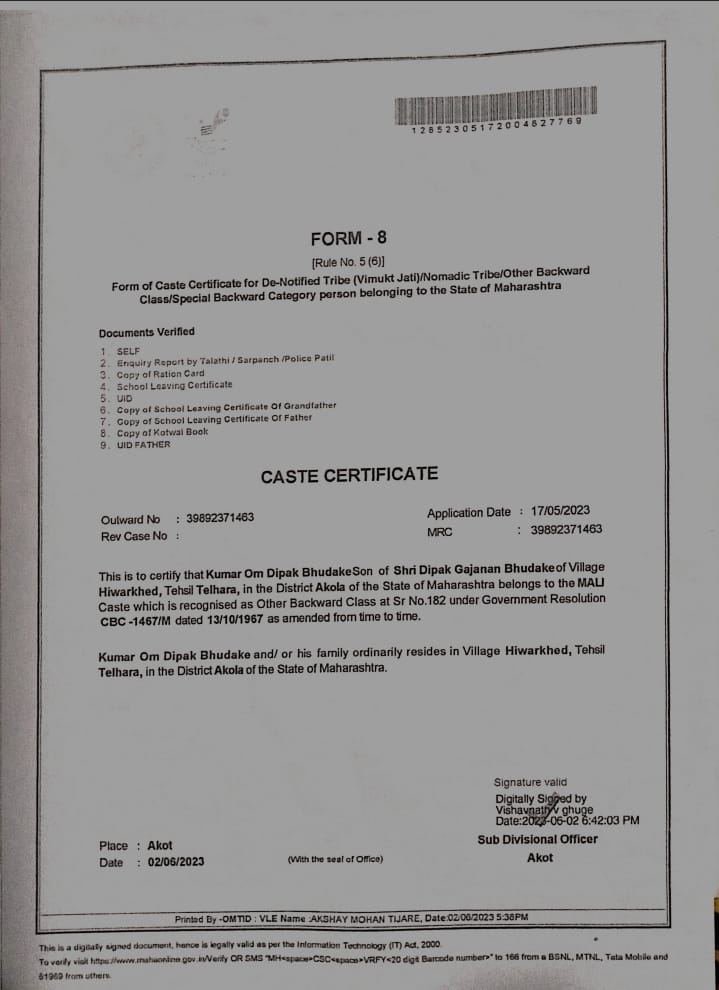 12852305172004827769
FORM - 8
[Rule No. 5 (6)]
Form of Caste Certificate for De-Notified Tribe (Vimukt Jati)/Nomadic Tribe/Other Backward
Class/Special Backward Category person belonging to the State of Maharashtra
Documents Verified
1. SELF
2. Enquiry Report by Talathi / Sarpanch /Police Patil
3. Copy of Ration Card
4. School Leaving Certificate
5. UID
6. Copy of School Leaving Certificate Of Grandfather
7. Copy of School Leaving Certificate Of Father
8. Copy of Kotwal Book
9. UID FATHER
CASTE CERTIFICATE
Outward No : 39892371463 Application Date : 17/05/2023
Rev Case No : MRC : 39892371463
This is to certify that Kumar Om Dipak BhudakeSon of Shri Dipak Gajanan Bhudakeof Village
Hiwarkhed, Tehsil Telhara, in the District Akola of the State of Maharashtra belongs to the MALI
Caste which is recognised as Other Backward Class at Sr No.182 under Government Resolution
CBC -1467/M dated 13/10/1967 as amended from time to time.
Kumar Om Dipak Bhudake and/ or his family ordinarily resides in Village Hiwarkhed, Tehsil
Telhara, in the District Akola of the State of Maharashtra.
Signature valid
Digitally Signed by
Vishavnath v ghuge
Date:2023-06-02 6:42:03 PM
Sub Divisional Officer
Akot
Place : Akot
Date : 02/06/2023 (With the seal of Office)
Printed By -OMTID : VLE Name :AKSHAY MOHAN TIJARE, Date:02/06/2023 5:38PM
This is a digitally signed document, hence is legally valid as per the Information Technology (IT) Act, 2000.
To verify visit https://www.mahaonline.gov.in/Verify OR SMS "MH<space>CSC<space>VRFY<20 digit Barcode number>" to 166 from a BSNL, MTNL, Tata Mobile and
51969 from others.